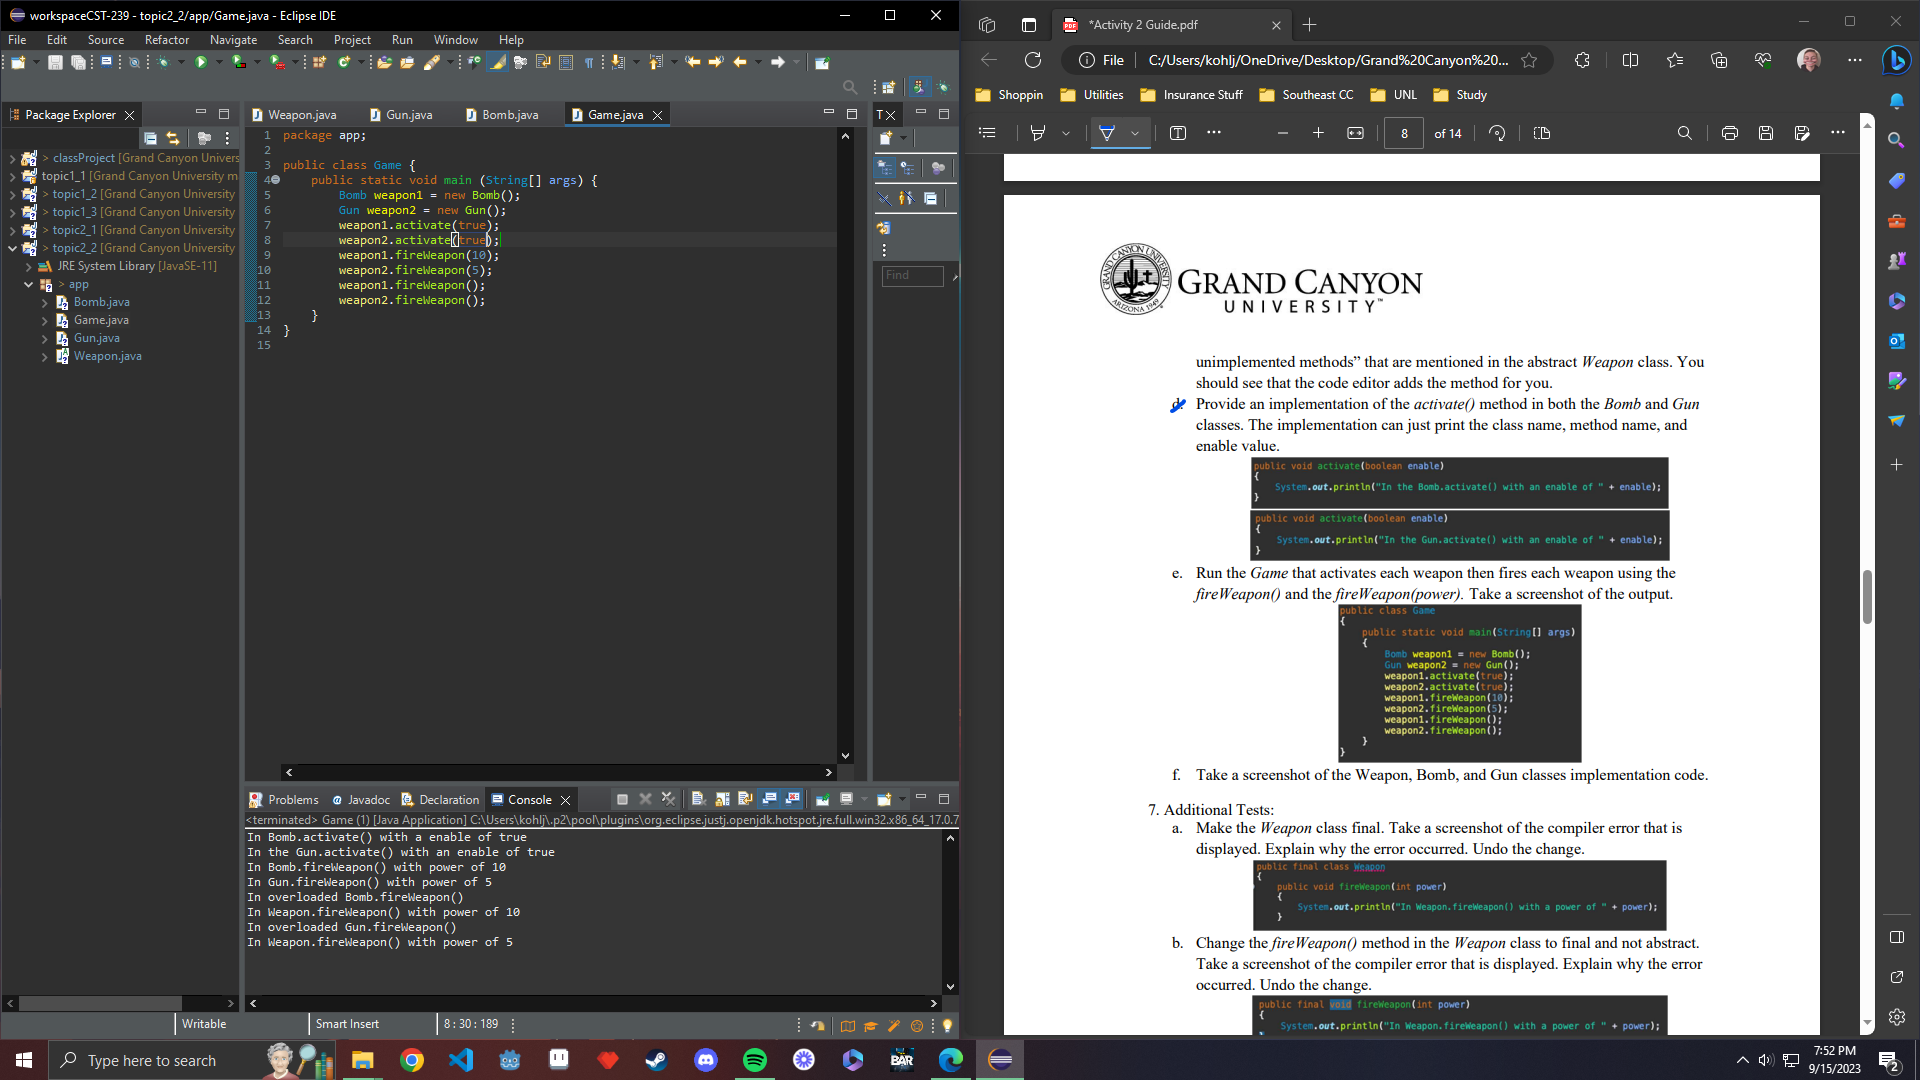 workspaceCST-239 - topic2_2/app/Game.java - Eclipse IDE
File Edit Source Refactor Navigate Search Project Run Window Help
Package Explorer
> classProject [Grand Canyon Univers
topic1_1 [Grand Canyon University m
> topic1_2 [Grand Canyon University
> topic1_3 [Grand Canyon University
> topic2_1 [Grand Canyon University
> topic2_2 [Grand Canyon University
JRE System Library [JavaSE-11]
> app
Bomb.java
Game.java
Gun.java
Weapon.java
Weapon.java Gun.java Bomb.java Game.java
1 package app;
2
3 public class Game {
4 public static void main (String[] args) {
5 Bomb weapon1 = new Bomb();
6 Gun weapon2 = new Gun();
7 weapon1.activate(true);
8 weapon2.activate(true);
9 weapon1.fireWeapon(10);
10 weapon2.fireWeapon(5);
11 weapon1.fireWeapon();
12 weapon2.fireWeapon();
13 }
14 }
15
T
Find
Problems Javadoc Declaration Console
<terminated> Game (1) [Java Application] C:\Users\kohlj\.p2\pool\plugins\org.eclipse.justj.openjdk.hotspot.jre.full.win32.x86_64_17.0.7
In Bomb.activate() with a enable of true
In the Gun.activate() with an enable of true
In Bomb.fireWeapon() with power of 10
In Gun.fireWeapon() with power of 5
In overloaded Bomb.fireWeapon()
In Weapon.fireWeapon() with power of 10
In overloaded Gun.fireWeapon()
In Weapon.fireWeapon() with power of 5
Writable Smart Insert 8 : 30 : 189
*Activity 2 Guide.pdf
File C:/Users/kohlj/OneDrive/Desktop/Grand%20Canyon%20...
Shoppin Utilities Insurance Stuff Southeast CC UNL Study
8 of 14
GRAND CANYON UNIVERSITY
ARIZONA 1949
GRAND CANYON
UNIVERSITY™
unimplemented methods” that are mentioned in the abstract Weapon class. You
should see that the code editor adds the method for you.
d. Provide an implementation of the activate() method in both the Bomb and Gun
classes. The implementation can just print the class name, method name, and
enable value.
public void activate(boolean enable)
{
System.out.println("In the Bomb.activate() with an enable of " + enable);
}
public void activate(boolean enable)
{
System.out.println("In the Gun.activate() with an enable of " + enable);
}
e. Run the Game that activates each weapon then fires each weapon using the
fireWeapon() and the fireWeapon(power). Take a screenshot of the output.
public class Game
{
public static void main(String[] args)
{
Bomb weapon1 = new Bomb();
Gun weapon2 = new Gun();
weapon1.activate(true);
weapon2.activate(true);
weapon1.fireWeapon(10);
weapon2.fireWeapon(5);
weapon1.fireWeapon();
weapon2.fireWeapon();
}
}
f. Take a screenshot of the Weapon, Bomb, and Gun classes implementation code.
7. Additional Tests:
a. Make the Weapon class final. Take a screenshot of the compiler error that is
displayed. Explain why the error occurred. Undo the change.
public final class Weapon
{
public void fireWeapon(int power)
{
System.out.println("In Weapon.fireWeapon() with a power of " + power);
}
b. Change the fireWeapon() method in the Weapon class to final and not abstract.
Take a screenshot of the compiler error that is displayed. Explain why the error
occurred. Undo the change.
public final void fireWeapon(int power)
{
System.out.println("In Weapon.fireWeapon() with a power of " + power);
Type here to search
BAR
7:52 PM
9/15/2023
2